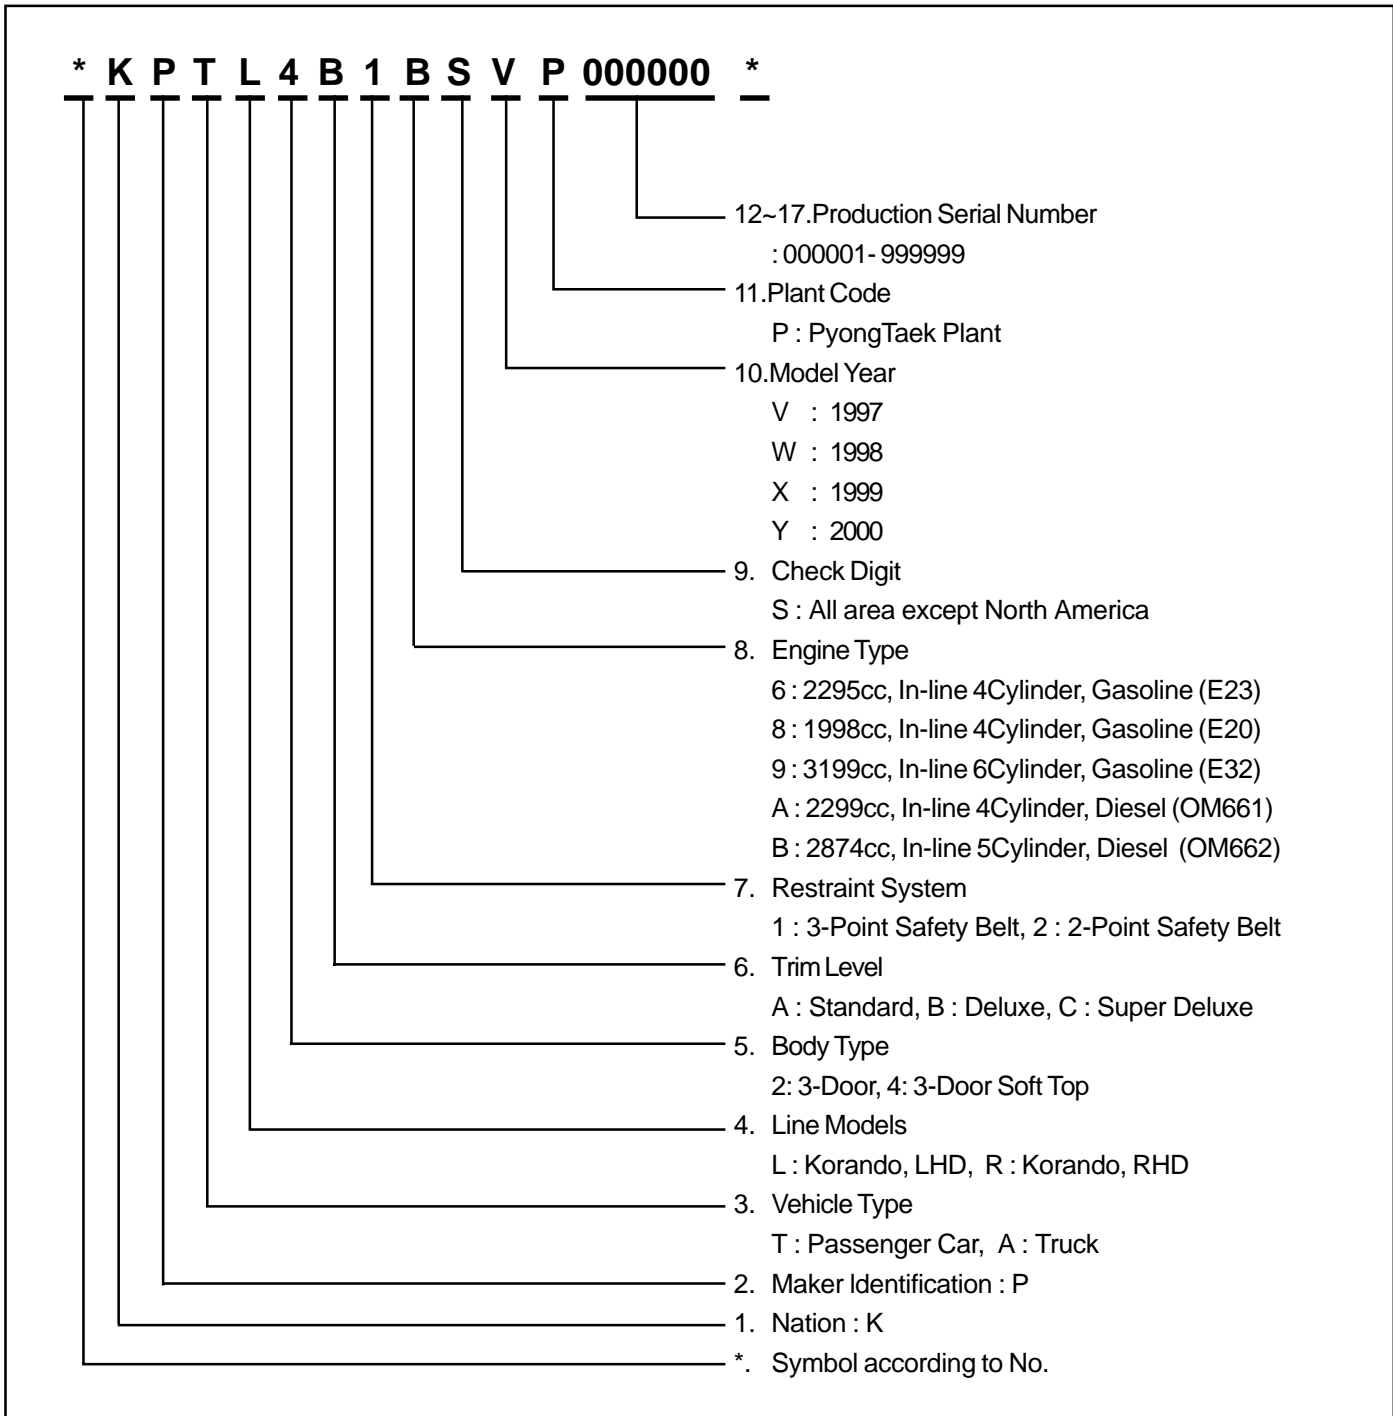 * K P T L 4 B 1 B S V P 000000 *
12~17.Production Serial Number
: 000001- 999999
11.Plant Code
P : PyongTaek Plant
10.Model Year
V : 1997
W : 1998
X : 1999
Y : 2000
9. Check Digit
S : All area except North America
8. Engine Type
6 : 2295cc, In-line 4Cylinder, Gasoline (E23)
8 : 1998cc, In-line 4Cylinder, Gasoline (E20)
9 : 3199cc, In-line 6Cylinder, Gasoline (E32)
A : 2299cc, In-line 4Cylinder, Diesel (OM661)
B : 2874cc, In-line 5Cylinder, Diesel (OM662)
7. Restraint System
1 : 3-Point Safety Belt, 2 : 2-Point Safety Belt
6. Trim Level
A : Standard, B : Deluxe, C : Super Deluxe
5. Body Type
2: 3-Door, 4: 3-Door Soft Top
4. Line Models
L : Korando, LHD, R : Korando, RHD
3. Vehicle Type
T : Passenger Car, A : Truck
2. Maker Identification : P
1. Nation : K
*. Symbol according to No.